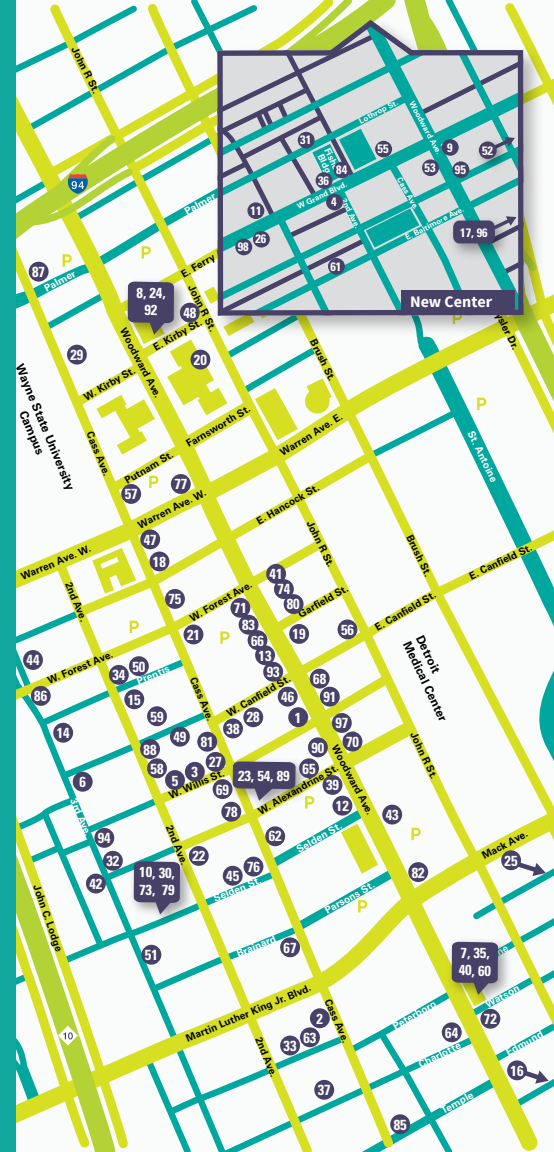 John R St.
94
Palmer
P
P
87
Palmer
E. Ferry
8, 24,
92
John R St.
48
E. Kirby St.
20
29
Woodward Ave.
W. Kirby St.
Wayne State University
Campus
Cass Ave.
Farnsworth St.
Putnam St.
P
57
77
Warren Ave. W.
Warren Ave. E.
Brush St.
P
P
St. Antoine
Lothrop St.
Woodward Ave.
31
Fish.
Bldg
55
9
52
84
53
95
36
W Grand Blvd.
4
2nd Ave.
Cass Ave.
11
E. Baltimore Ave.
17, 96
98
26
61
New Center
47
Warren Ave. W.
18
E. Hancock St.
John R St.
Brush St.
2nd Ave.
E. Canfield St.
75
W. Forest Ave.
41
74
80
Garfield St.
71
83
66
19
56
E. Canfield St.
21
P
P
13
93
44
W. Forest Ave.
34
50
Prentis
86
15
59
Cass Ave.
W. Canfield St.
46
68
91
Detroit
Medical Center
14
49
81
38
28
1
97
70
88
90
58
27
65
5
3
W. Willis St.
69
23, 54, 89
39
Woodward Ave.
John R St.
6
3rd Ave.
W. Alexandrine St.
P
12
78
43
94
62
2nd Ave.
Selden St.
P
32
22
Mack Ave.
42
10, 30,
73, 79
45
76
Selden St.
82
25
Parsons St.
P
John C. Lodge
51
Brainard
67
7, 35,
40, 60
Martin Luther King Jr. Blvd.
Watson
Cass Ave.
Peterboro
72
10
2
64
Edmund
2nd Ave.
33
63
Charlotte
16
37
Temple
85